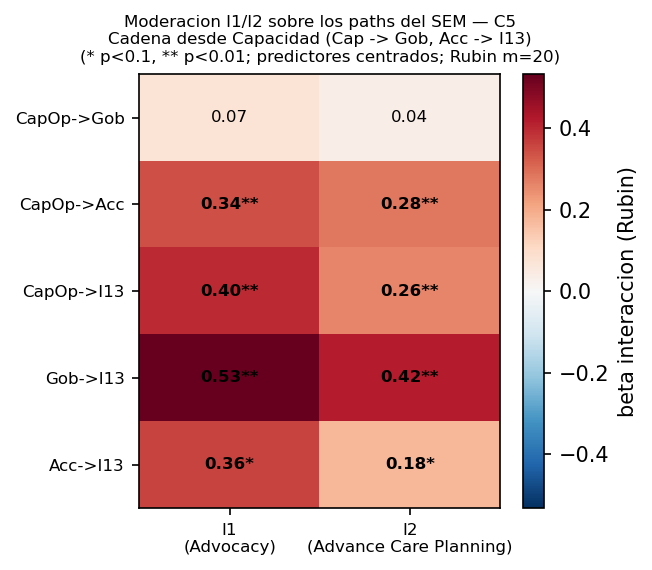 Moderacion I1/I2 sobre los paths del SEM — C5
Cadena desde Capacidad (Cap -> Gob, Acc -> I13)
(* p<0.1, ** p<0.01; predictores centrados; Rubin m=20)
CapOp->Gob 0.07 0.04
CapOp->Acc 0.34** 0.28**
CapOp->I13 0.40** 0.26**
Gob->I13 0.53** 0.42**
Acc->I13 0.36* 0.18*
I1 I2
(Advocacy) (Advance Care Planning)
0.4
0.2
0.0
−0.2
−0.4
beta interaccion (Rubin)